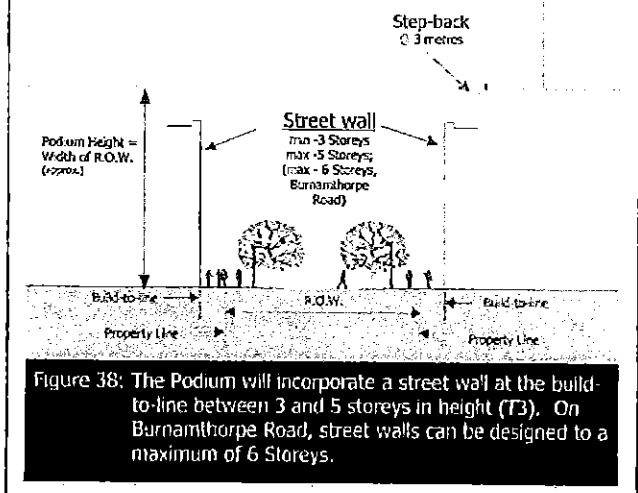 Step-back
@ 3 metres
Street wall
min -3 Storeys
max -5 Storeys;
(max - 6 Storeys,
Burnamthorpe
Road)
Podium Height =
Width of R.O.W.
(approx.)
Build-to-line
R.O.W.
Build-to-line
Property Line
Property Line
Figure 38: The Podium will incorporate a street wall at the build-
to-line between 3 and 5 storeys in height (T3). On
Burnamthorpe Road, street walls can be designed to a
maximum of 6 Storeys.